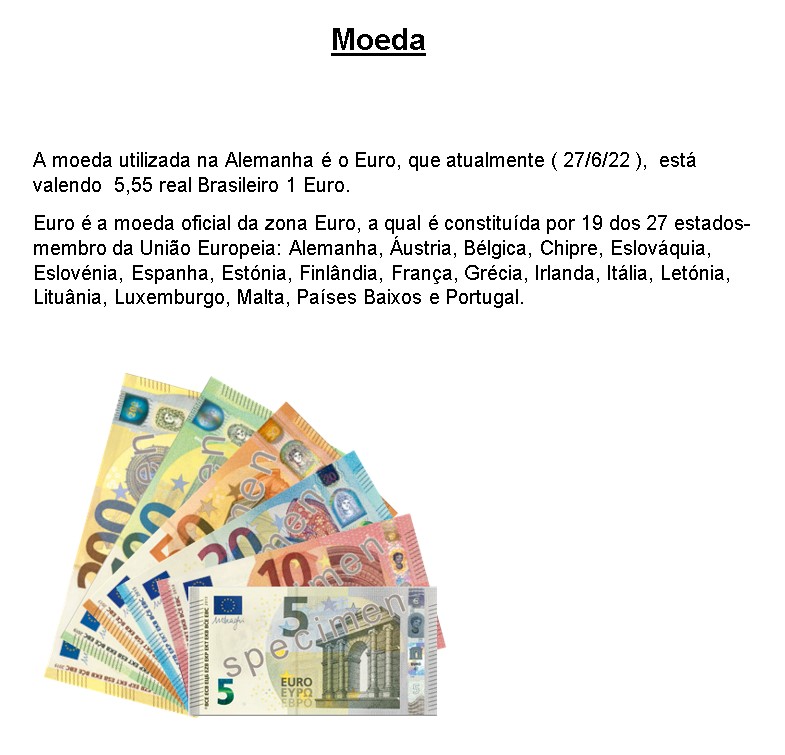 Moeda
A moeda utilizada na Alemanha é o Euro, que atualmente ( 27/6/22 ),  está
valendo  5,55 real Brasileiro 1 Euro.
Euro é a moeda oficial da zona Euro, a qual é constituída por 19 dos 27 estados-
membro da União Europeia: Alemanha, Áustria, Bélgica, Chipre, Eslováquia,
Eslovénia, Espanha, Estónia, Finlândia, França, Grécia, Irlanda, Itália, Letónia,
Lituânia, Luxemburgo, Malta, Países Baixos e Portugal.
200
100
50
20
20
10
5
specimen
5
EURO
ΕΥΡΩ
ЕВРО